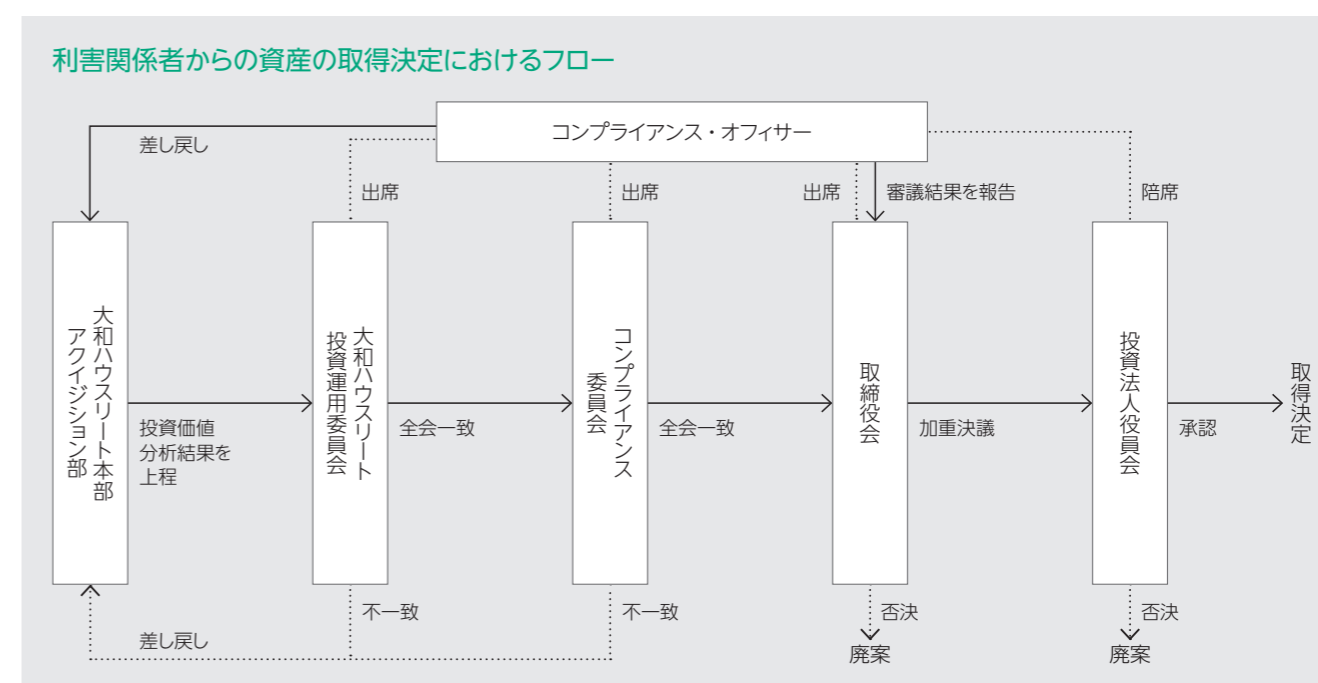 利害関係者からの資産の取得決定におけるフロー
コンプライアンス・オフィサー
差し戻し
出席
出席
出席
審議結果を報告
陪席
大和ハウスリート本部
アクイジション部
投資価値
分析結果を
上程
大和ハウスリート
投資運用委員会
全会一致
コンプライアンス
委員会
全会一致
取締役会
加重決議
投資法人役員会
承認
取得決定
差し戻し
不一致
不一致
否決
廃案
否決
廃案